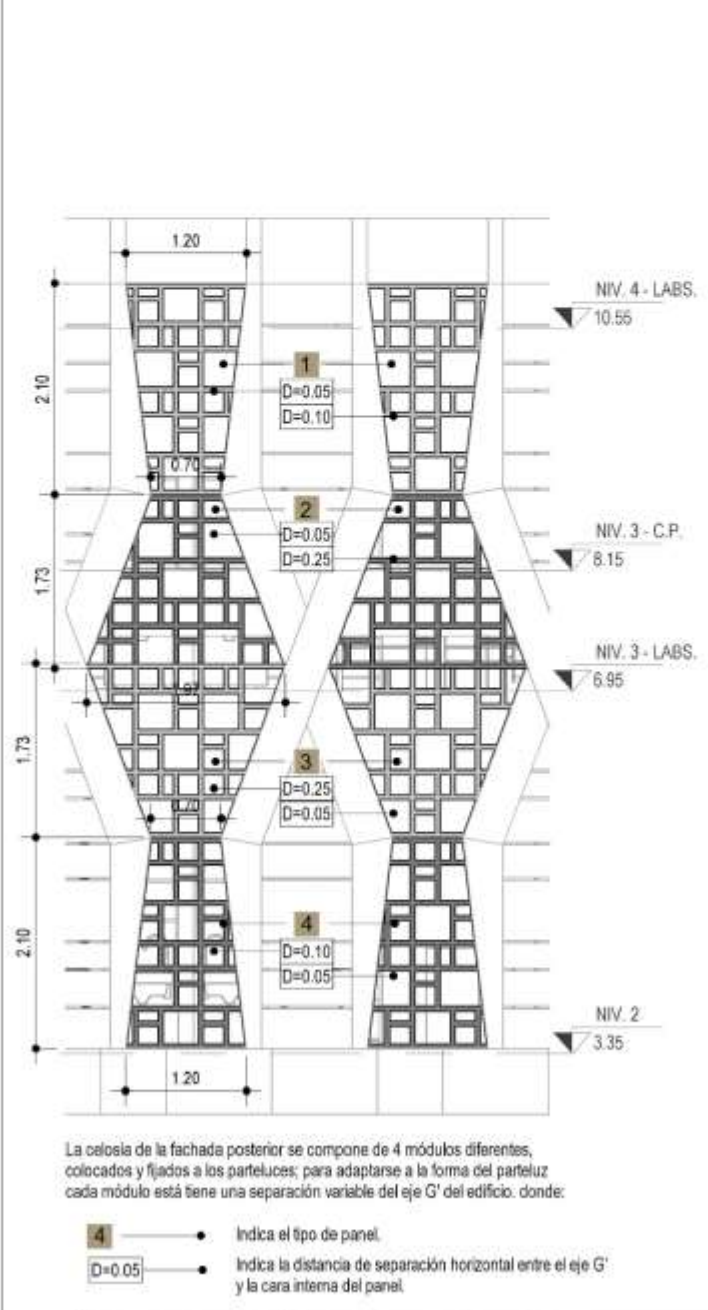 1.20
NIV. 4 - LABS.
10.55
1
D=0.05
D=0.10
2.10
0.70
2
D=0.05
D=0.25
NIV. 3 - C.P.
8.15
1.73
NIV. 3 - LABS.
6.95
1.97
1.73
3
D=0.25
D=0.05
0.70
4
D=0.10
D=0.05
2.10
NIV. 2
3.35
1.20
La celosía de la fachada posterior se compone de 4 módulos diferentes,
colocados y fijados a los parteluces; para adaptarse a la forma del parteluz
cada módulo está tiene una separación variable del eje G' del edificio. donde:
4 Indica el tipo de panel.
D=0.05 Indica la distancia de separación horizontal entre el eje G'
y la cara interna del panel.